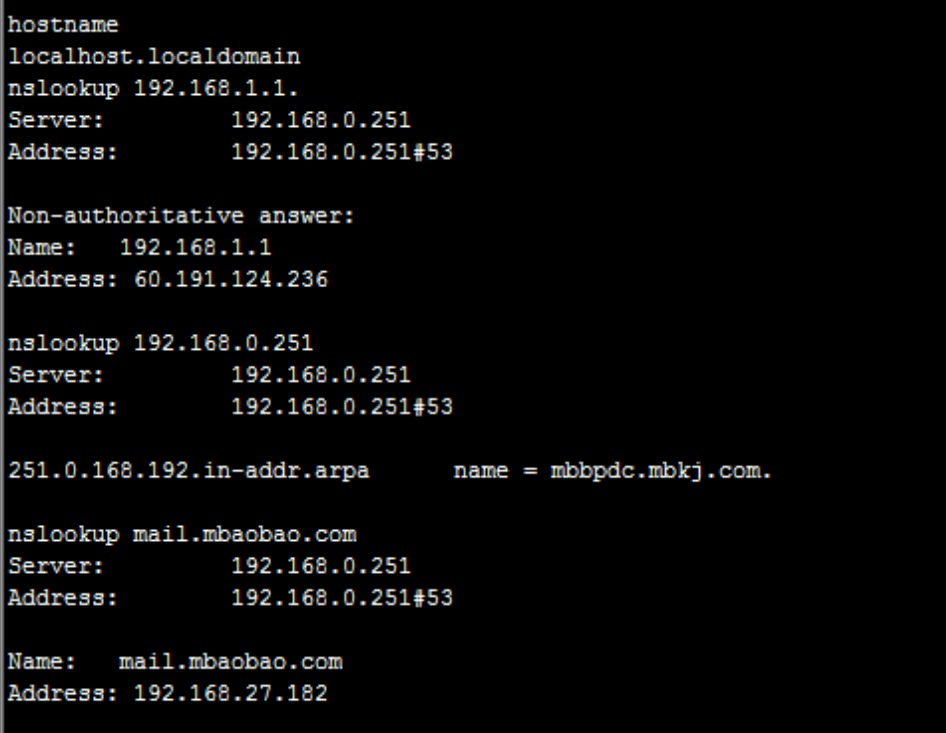 hostname
localhost.localdomain
nslookup 192.168.1.1.
Server: 192.168.0.251
Address: 192.168.0.251#53
Non-authoritative answer:
Name: 192.168.1.1
Address: 60.191.124.236
nslookup 192.168.0.251
Server: 192.168.0.251
Address: 192.168.0.251#53
251.0.168.192.in-addr.arpa name = mbbpdc.mbkj.com.
nslookup mail.mbaobao.com
Server: 192.168.0.251
Address: 192.168.0.251#53
Name: mail.mbaobao.com
Address: 192.168.27.182